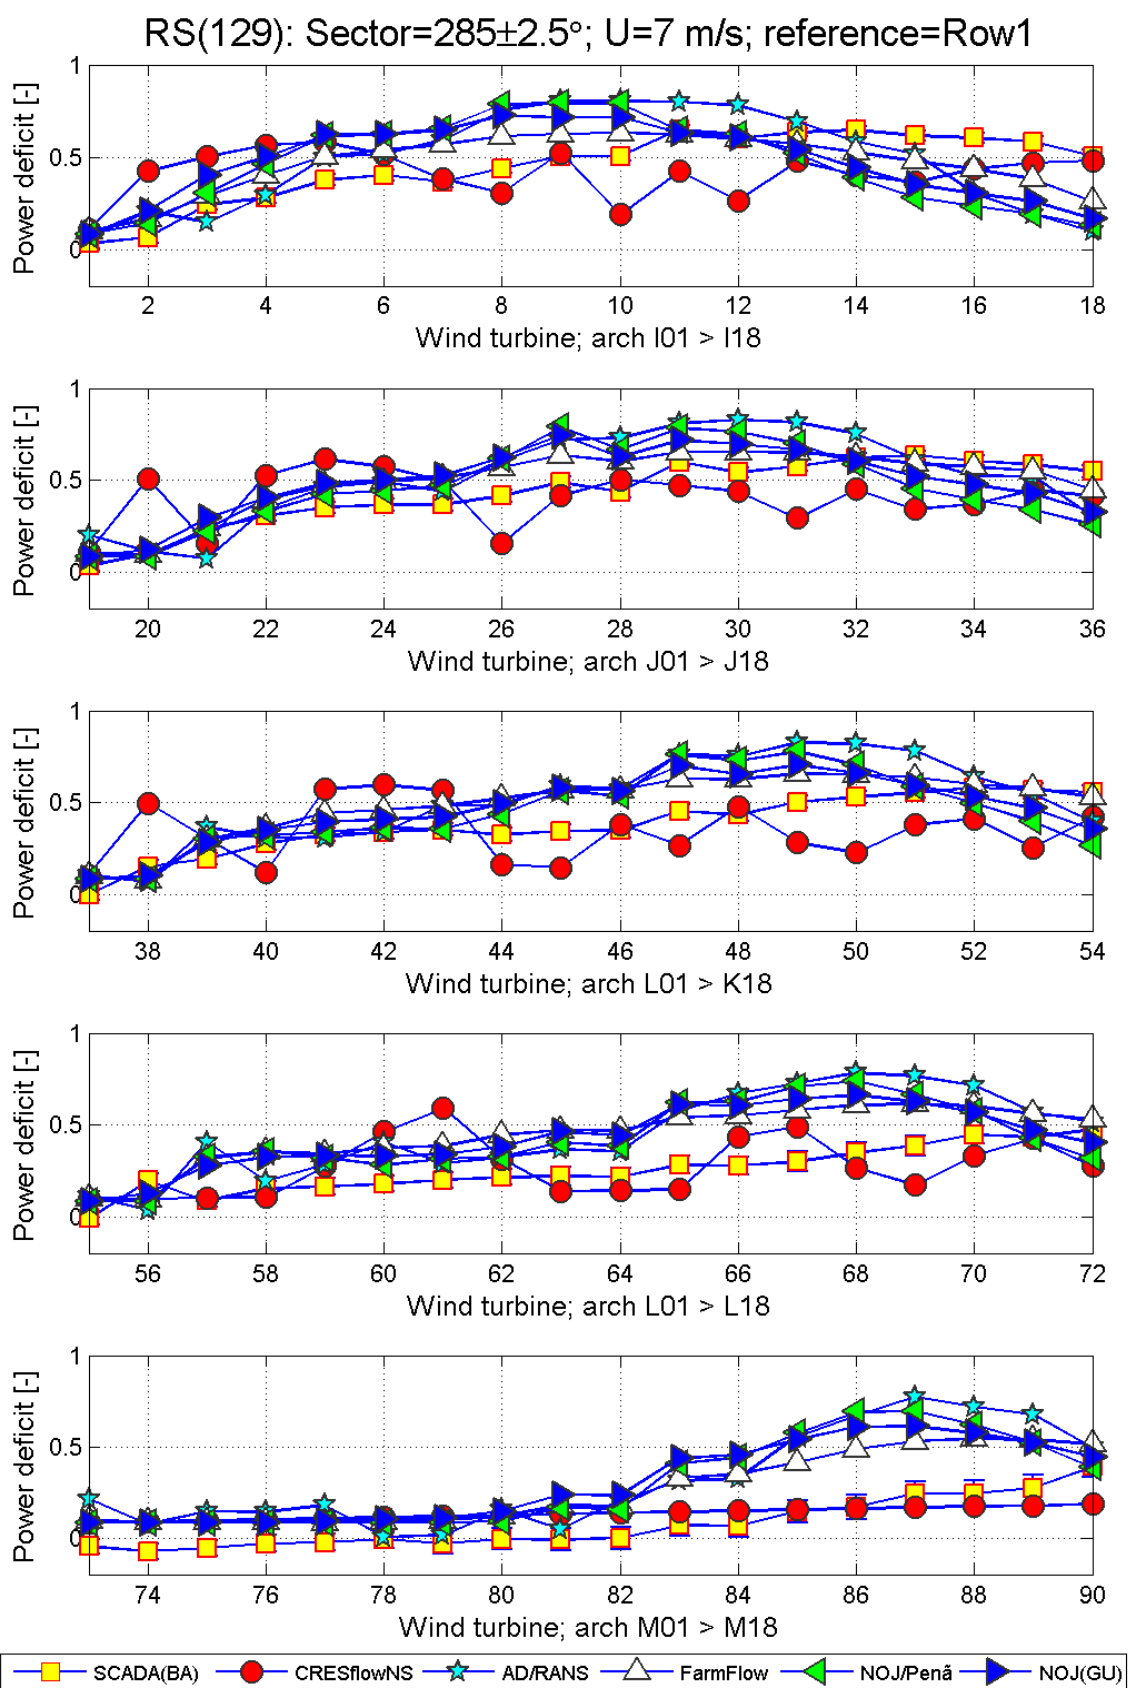 RS(129): Sector=285±2.5°; U=7 m/s; reference=Row1
Power deficit [-]
1
0.5
0
2 4 6 8 10 12 14 16 18
Wind turbine; arch I01 > I18
Power deficit [-]
1
0.5
0
20 22 24 26 28 30 32 34 36
Wind turbine; arch J01 > J18
Power deficit [-]
1
0.5
0
38 40 42 44 46 48 50 52 54
Wind turbine; arch L01 > K18
Power deficit [-]
1
0.5
0
56 58 60 62 64 66 68 70 72
Wind turbine; arch L01 > L18
Power deficit [-]
1
0.5
0
74 76 78 80 82 84 86 88 90
Wind turbine; arch M01 > M18
SCADA(BA) CRESflowNS AD/RANS FarmFlow NOJ/Penã NOJ(GU)